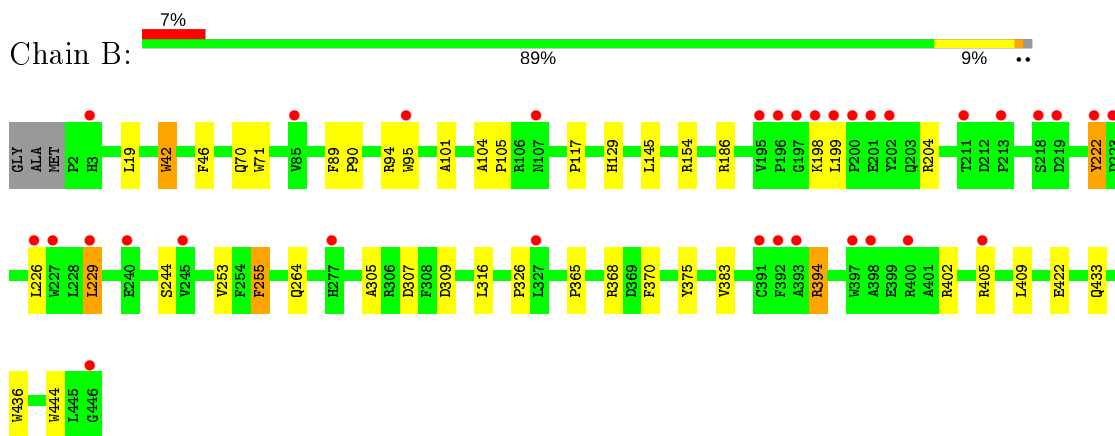 7%
Chain B:
89% 9% ••
GLY ALA MET P2 H3 L19 W42 F46 Q70 W71 V85 F89 P90 R94 W95 A101 A104 P105 R106 N107 P117 H129 L145 R154 R186 V195 P196 G197 K198 L199 P200 E201 Y202 Q203 R204 T211 D212 P213 S218 D219 Y222
L226 W227 L228 L229 E240 S244 V245 V253 F254 F255 Q264 H277 A305 R306 D307 F308 D309 L316 P326 L327 P365 R368 D369 F370 Y375 V383 C391 F392 A393 R394 W397 A398 E399 R400 A401 R402 R405 L409 E422 Q433
W436 W444 L445 G446